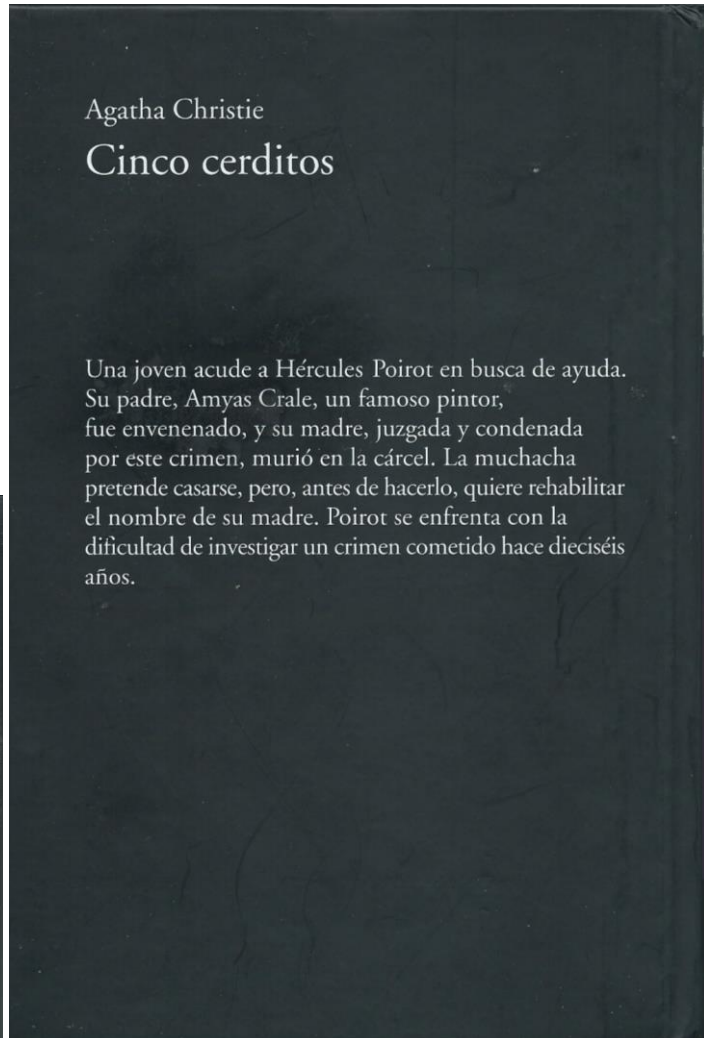 Agatha Christie
Cinco cerditos
Una joven acude a Hércules Poirot en busca de ayuda.
Su padre, Amyas Crale, un famoso pintor,
fue envenenado, y su madre, juzgada y condenada
por este crimen, murió en la cárcel. La muchacha
pretende casarse, pero, antes de hacerlo, quiere rehabilitar
el nombre de su madre. Poirot se enfrenta con la
dificultad de investigar un crimen cometido hace dieciséis
años.